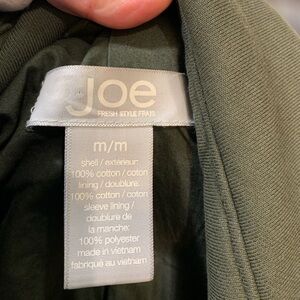 Joe
FRESH STYLE FRAIS
m/m
shell / extérieur:
100% cotton / coton
lining / doublure:
100% cotton / coton
sleeve lining /
doublure de
la manche:
100% polyester
made in vietnam
fabriqué au vietnam